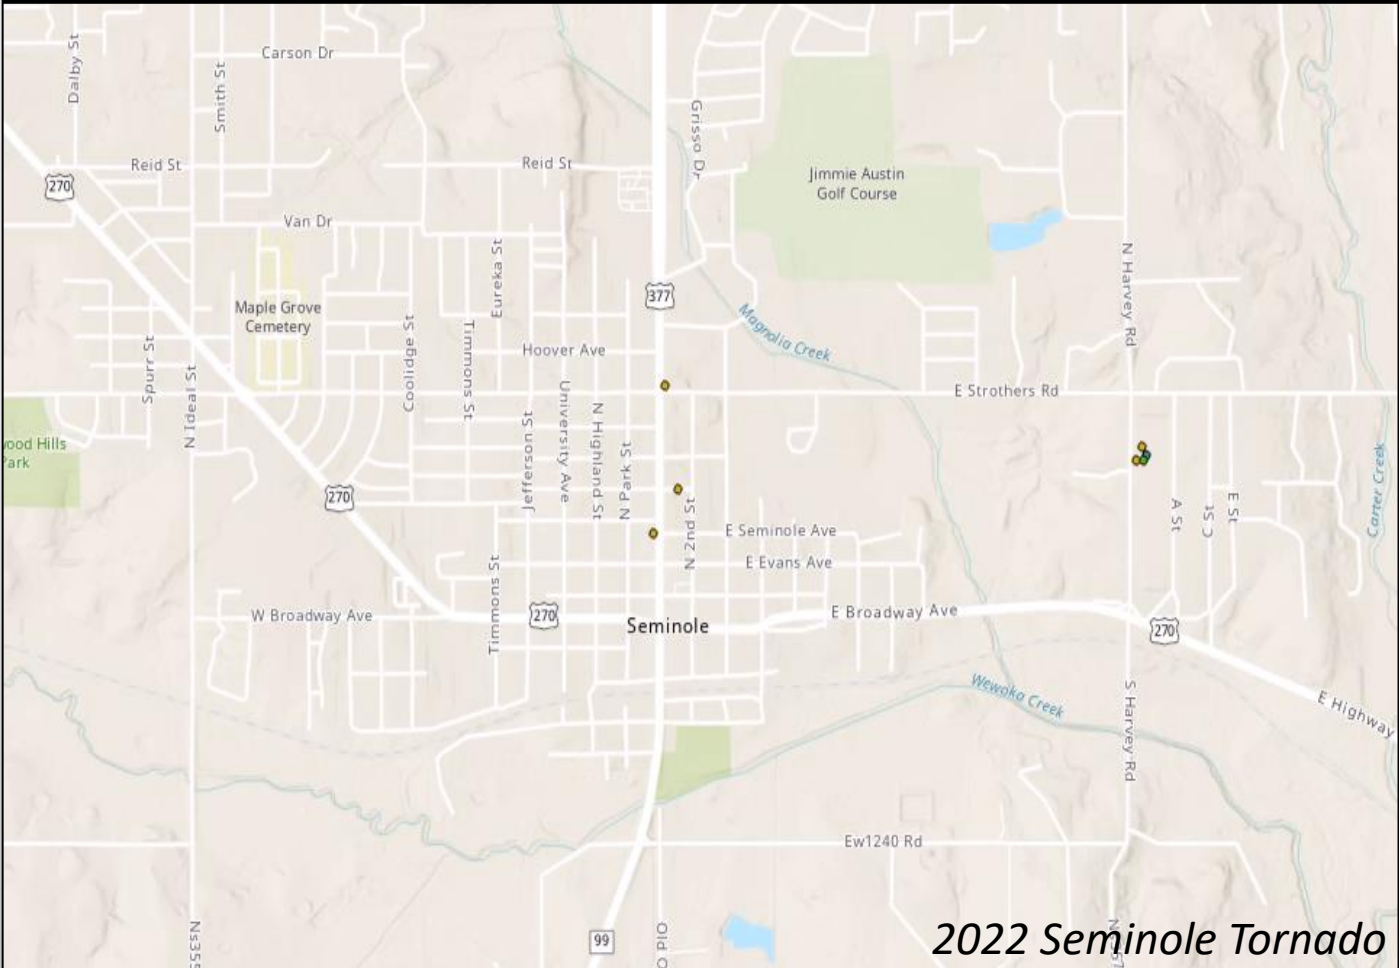 Dalby St
Smith St
Carson Dr
Grisso Dr
Reid St
Reid St
270
Jimmie Austin
Golf Course
Van Dr
Eureka St
N Harvey Rd
377
Maple Grove
Cemetery
Magnolia Creek
Spurr St
N Ideal St
Coolidge St
Timmons St
Hoover Ave
University Ave
E Strothers Rd
Jefferson St
N Highland St
N Park St
wood Hills
Park
270
N 2nd St
A St
C St
E St
Carter Creek
E Seminole Ave
E Evans Ave
Timmons St
W Broadway Ave
270
Seminole
E Broadway Ave
270
Wewoka Creek
S Harvey Rd
E Highway
Ew1240 Rd
99
2022 Seminole Tornado